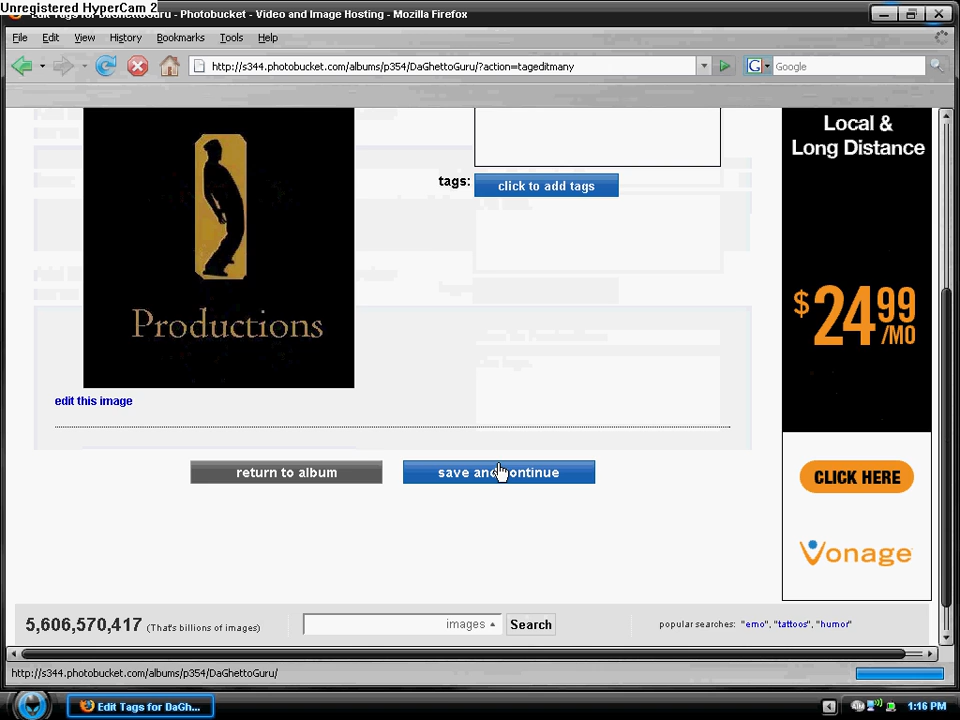 Unregistered HyperCam 2
Edit Tags for DaGhettoGuru - Photobucket - Video and Image Hosting - Mozilla Firefox
File Edit View History Bookmarks Tools Help
http://s344.photobucket.com/albums/p354/DaGhettoGuru/?action=tageditmany
G Google
Local &
Long Distance
tags: click to add tags
$24 99 /MO
Productions
edit this image
return to album save and continue
CLICK HERE
Vonage
5,606,570,417 (That's billions of images) images Search popular searches: "emo", "tattoos", "humor"
http://s344.photobucket.com/albums/p354/DaGhettoGuru/
Edit Tags for DaGh... AIM 1:16 PM